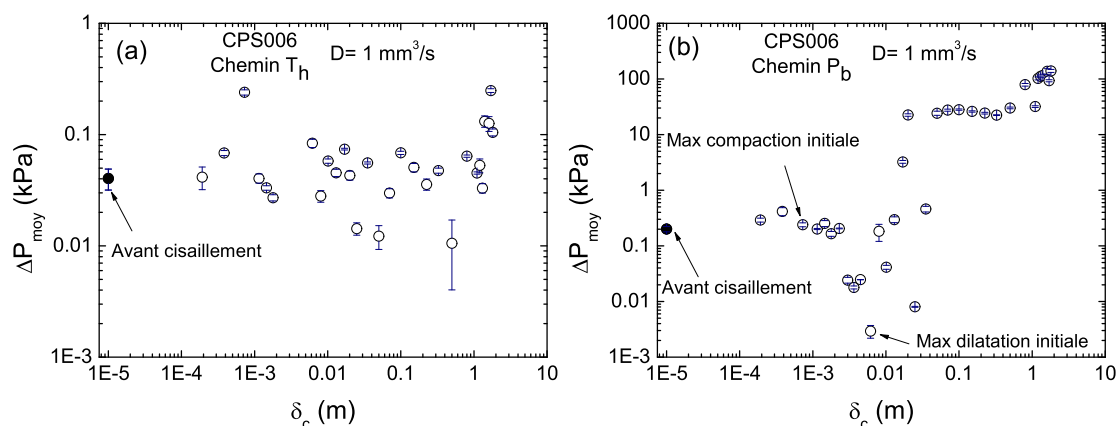 (a)
CPS006 D= 1 mm³/s
Chemin T_h
Avant cisaillement
ΔP_moy (kPa)
1
0.1
0.01
1E-3
1E-5 1E-4 1E-3 0.01 0.1 1 10
δ_c (m)
(b)
CPS006 D= 1 mm³/s
Chemin P_b
Max compaction initiale
Avant cisaillement
Max dilatation initiale
ΔP_moy (kPa)
1000
100
10
1
0.1
0.01
1E-3
1E-5 1E-4 1E-3 0.01 0.1 1 10
δ_c (m)